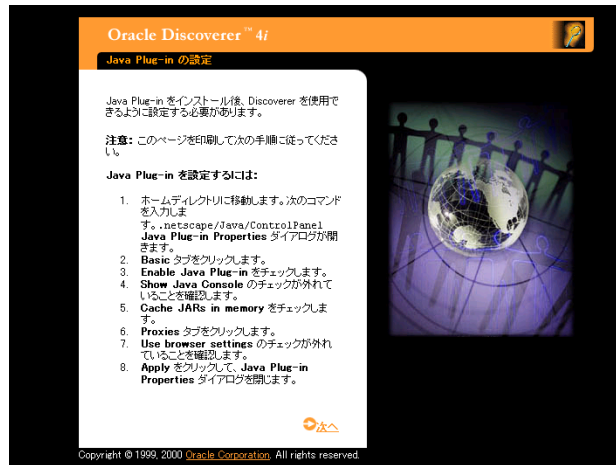 Oracle Discoverer™ 4i
Java Plug-in の設定
Java Plug-in をインストール後、Discoverer を使用で
きるように設定する必要があります。
注意: このページを印刷して次の手順に従ってくださ
い。
Java Plug-in を設定するには:
1. ホームディレクトリに移動します。次のコマンド
を入力しま
す。.netscape/Java/ControlPanel
Java Plug-in Properties ダイアログが開
きます。
2. Basic タブをクリックします。
3. Enable Java Plug-in をチェックします。
4. Show Java Console のチェックが外れて
いることを確認します。
5. Cache JARs in memory をチェックしま
す。
6. Proxies タブをクリックします。
7. Use browser settings のチェックが外れ
ていることを確認します。
8. Apply をクリックして、Java Plug-in
Properties ダイアログを閉じます。
次へ
Copyright © 1999, 2000 Oracle Corporation. All rights reserved.